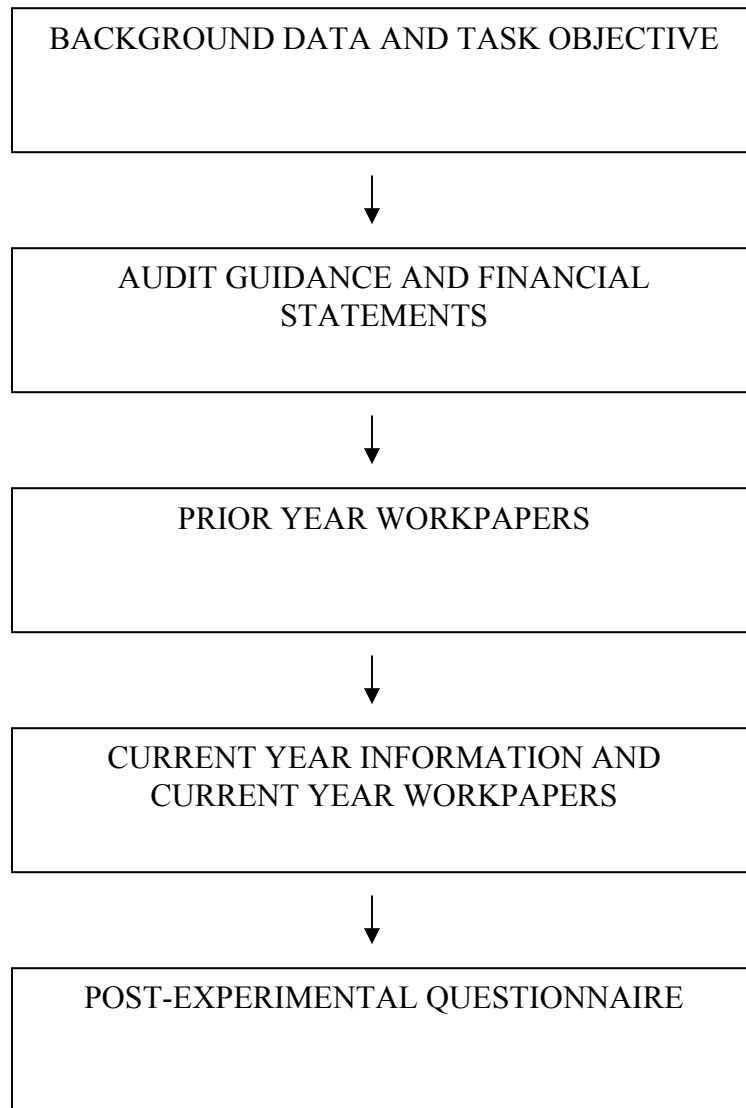 BACKGROUND DATA AND TASK OBJECTIVE
AUDIT GUIDANCE AND FINANCIAL
STATEMENTS
PRIOR YEAR WORKPAPERS
CURRENT YEAR INFORMATION AND
CURRENT YEAR WORKPAPERS
POST-EXPERIMENTAL QUESTIONNAIRE